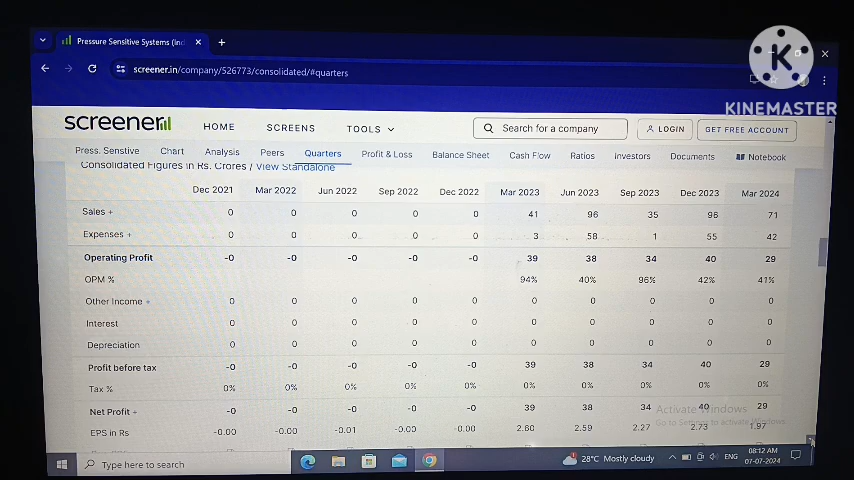 Pressure Sensitive Systems (Ind
screener.in/company/526773/consolidated/#quarters
KINEMASTER
screener
HOME SCREENS TOOLS
Search for a company
LOGIN
GET FREE ACCOUNT
Press. Senstive Chart Analysis Peers Quarters Profit & Loss Balance Sheet Cash Flow Ratios Investors Documents Notebook
Consolidated Figures in Rs. Crores / View Standalone
Dec 2021 Mar 2022 Jun 2022 Sep 2022 Dec 2022 Mar 2023 Jun 2023 Sep 2023 Dec 2023 Mar 2024
Sales + 0 0 0 0 0 41 96 35 96 71
Expenses + 0 0 0 0 0 3 58 1 55 42
Operating Profit -0 -0 -0 -0 -0 39 38 34 40 29
OPM % 94% 40% 96% 42% 41%
Other Income + 0 0 0 0 0 0 0 0 0 0
Interest 0 0 0 0 0 0 0 0 0 0
Depreciation 0 0 0 0 0 0 0 0 0 0
Profit before tax -0 -0 -0 -0 -0 39 38 34 40 29
Tax % 0% 0% 0% 0% 0% 0% 0% 0% 0% 0%
Net Profit + -0 -0 -0 -0 -0 39 38 34 40 29
Activate Windows
Go to Settings to activate Windows.
EPS in Rs -0.00 -0.00 -0.01 -0.00 -0.00 2.60 2.59 2.27 2.73 1.97
Type here to search
28°C Mostly cloudy
ENG
08:12 AM
07-07-2024